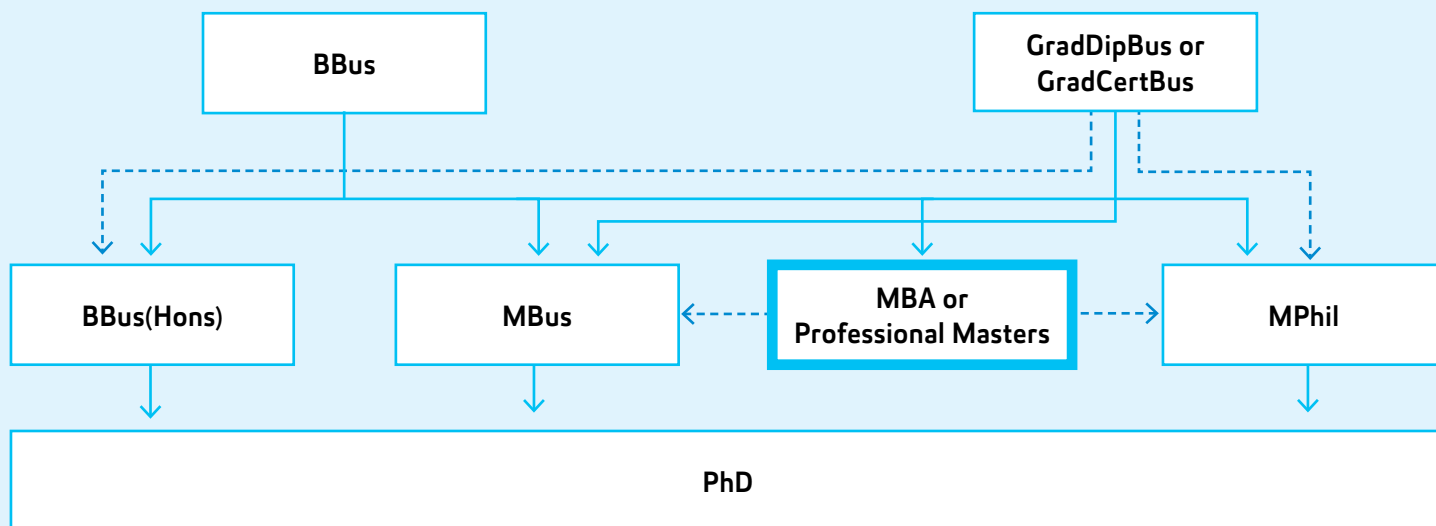 BBus
GradDipBus or
GradCertBus
BBus(Hons)
MBus
MBA or
Professional Masters
MPhil
PhD